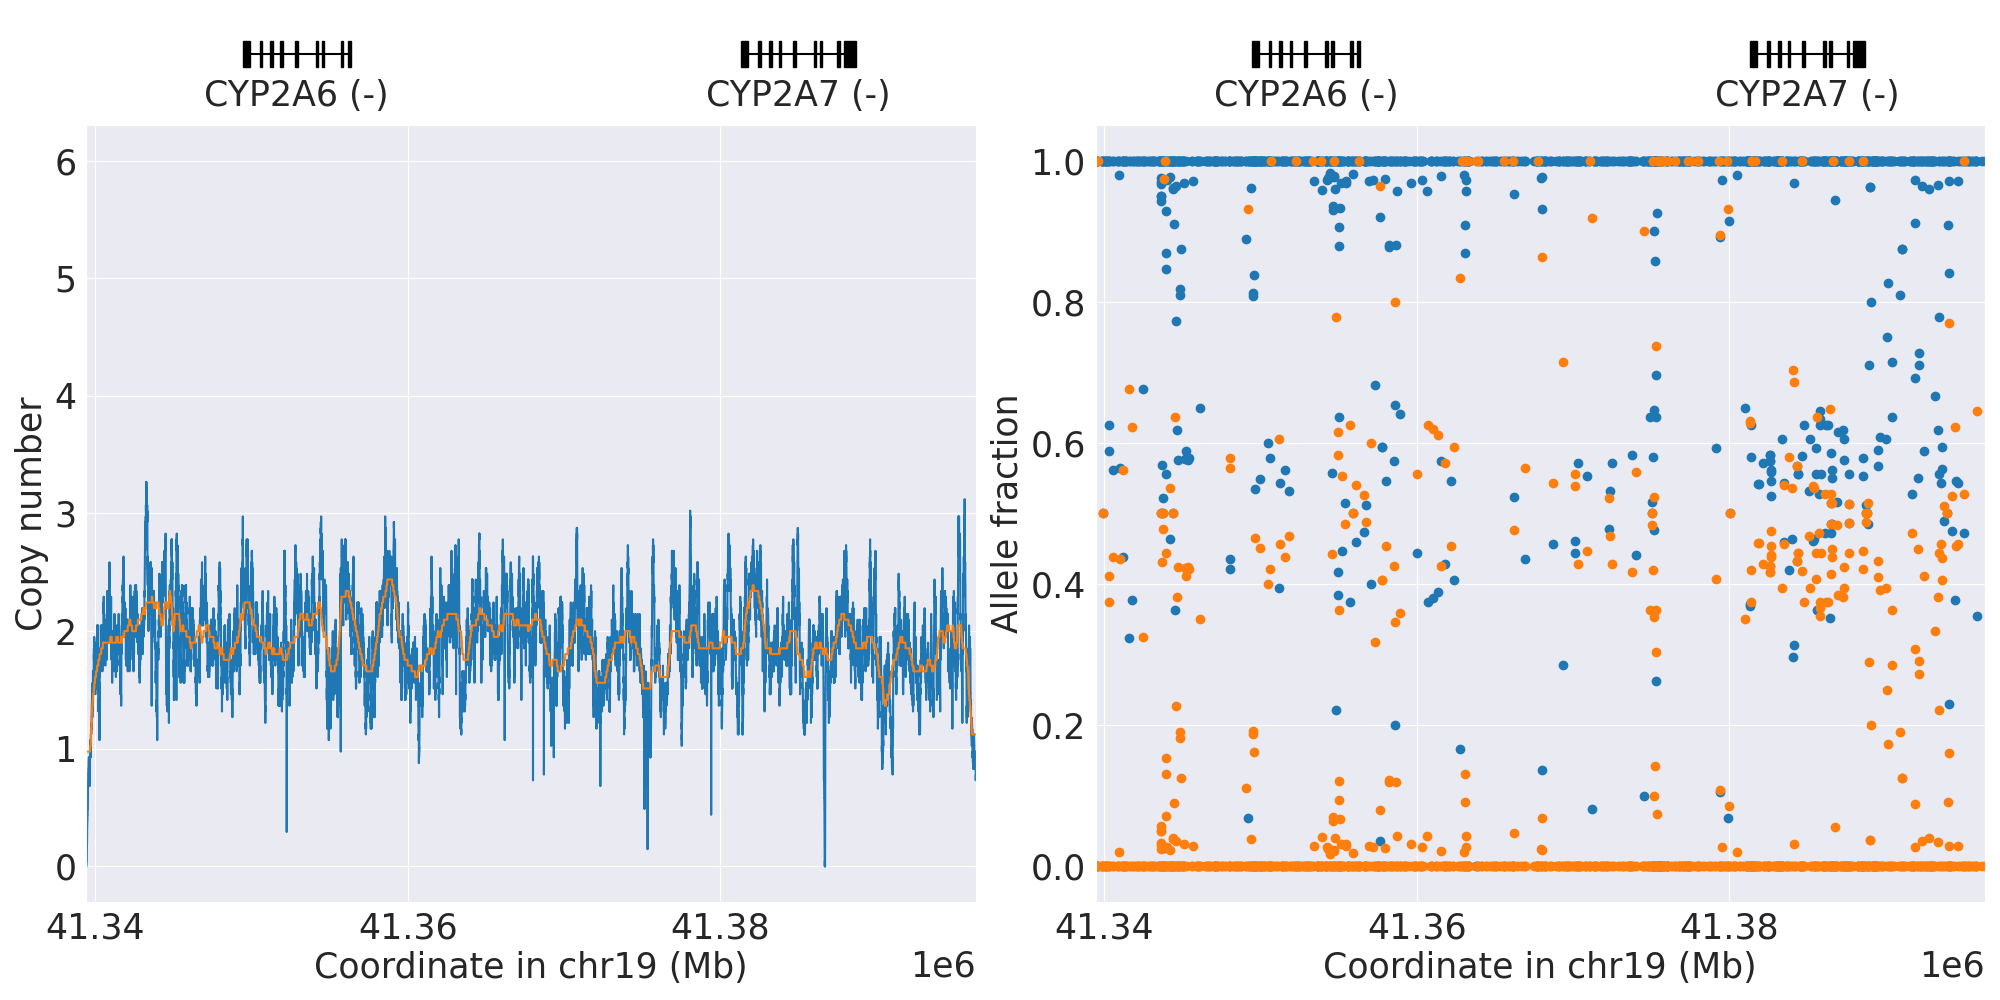 CYP2A6 (-)
CYP2A7 (-)
Copy number
6
5
4
3
2
1
0
41.34
41.36
41.38
Coordinate in chr19 (Mb)
1e6
CYP2A6 (-)
CYP2A7 (-)
Allele fraction
1.0
0.8
0.6
0.4
0.2
0.0
41.34
41.36
41.38
Coordinate in chr19 (Mb)
1e6